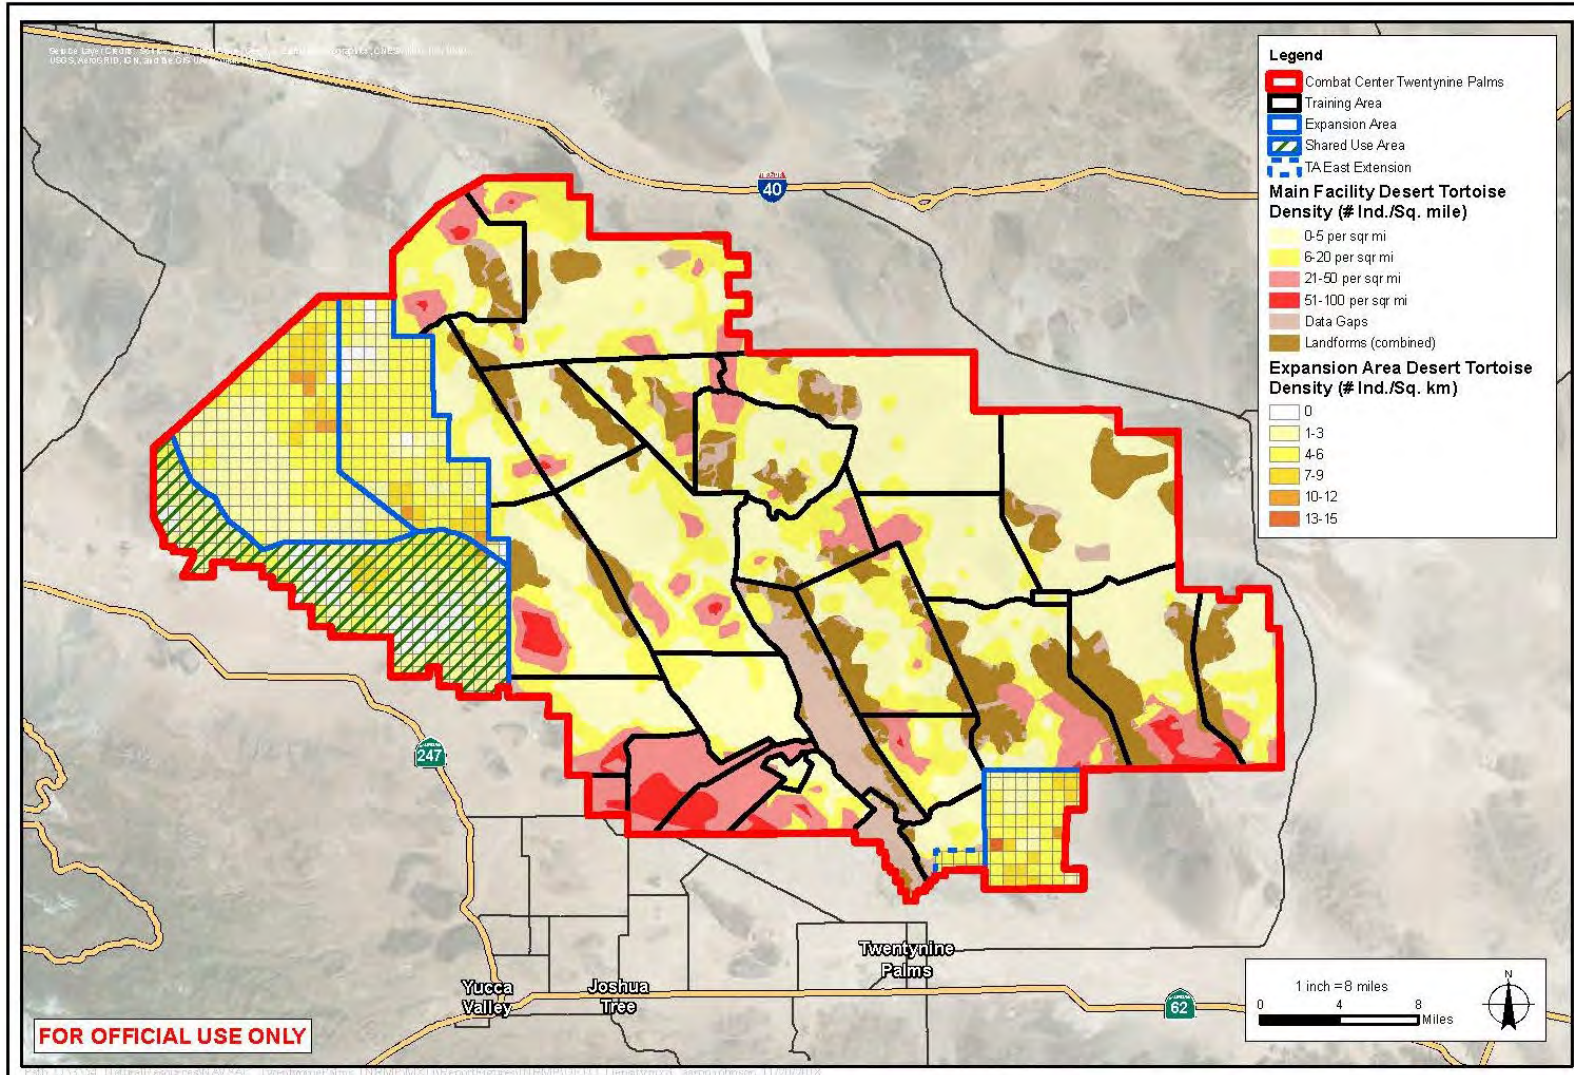 Legend
Combat Center Twentynine Palms
Training Area
Expansion Area
Shared Use Area
TA East Extension
Main Facility Desert Tortoise
Density (# Ind./Sq. mile)
0-5 per sqr mi
6-20 per sqr mi
21-50 per sqr mi
51-100 per sqr mi
Data Gaps
Landforms (combined)
Expansion Area Desert Tortoise
Density (# Ind./Sq. km)
0
1-3
4-6
7-9
10-12
13-15
40
247
Twentynine
Palms
Yucca
Valley
Joshua
Tree
62
1 inch = 8 miles
0 4 8
Miles
N
FOR OFFICIAL USE ONLY